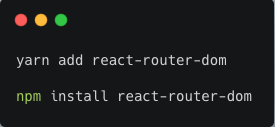 yarn add react-router-dom
npm install react-router-dom